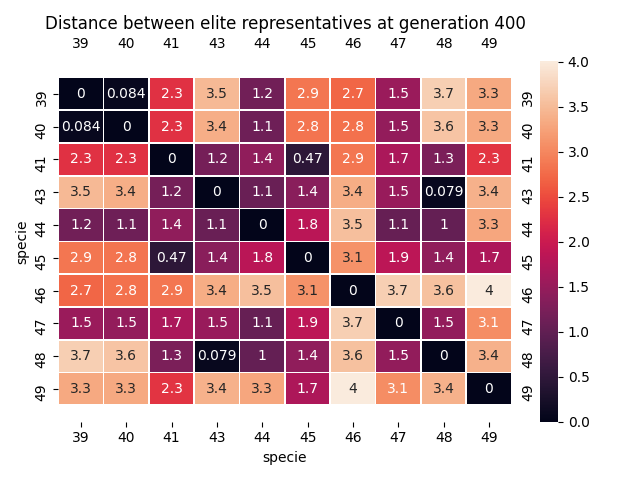 Distance between elite representatives at generation 400
39 40 41 43 44 45 46 47 48 49
39 0 0.084 2.3 3.5 1.2 2.9 2.7 1.5 3.7 3.3 39
40 0.084 0 2.3 3.4 1.1 2.8 2.8 1.5 3.6 3.3 40
41 2.3 2.3 0 1.2 1.4 0.47 2.9 1.7 1.3 2.3 41
43 3.5 3.4 1.2 0 1.1 1.4 3.4 1.5 0.079 3.4 43
44 1.2 1.1 1.4 1.1 0 1.8 3.5 1.1 1 3.3 44
45 2.9 2.8 0.47 1.4 1.8 0 3.1 1.9 1.4 1.7 45
46 2.7 2.8 2.9 3.4 3.5 3.1 0 3.7 3.6 4 46
47 1.5 1.5 1.7 1.5 1.1 1.9 3.7 0 1.5 3.1 47
48 3.7 3.6 1.3 0.079 1 1.4 3.6 1.5 0 3.4 48
49 3.3 3.3 2.3 3.4 3.3 1.7 4 3.1 3.4 0 49
39 40 41 43 44 45 46 47 48 49
specie
specie
4.0
3.5
3.0
2.5
2.0
1.5
1.0
0.5
0.0